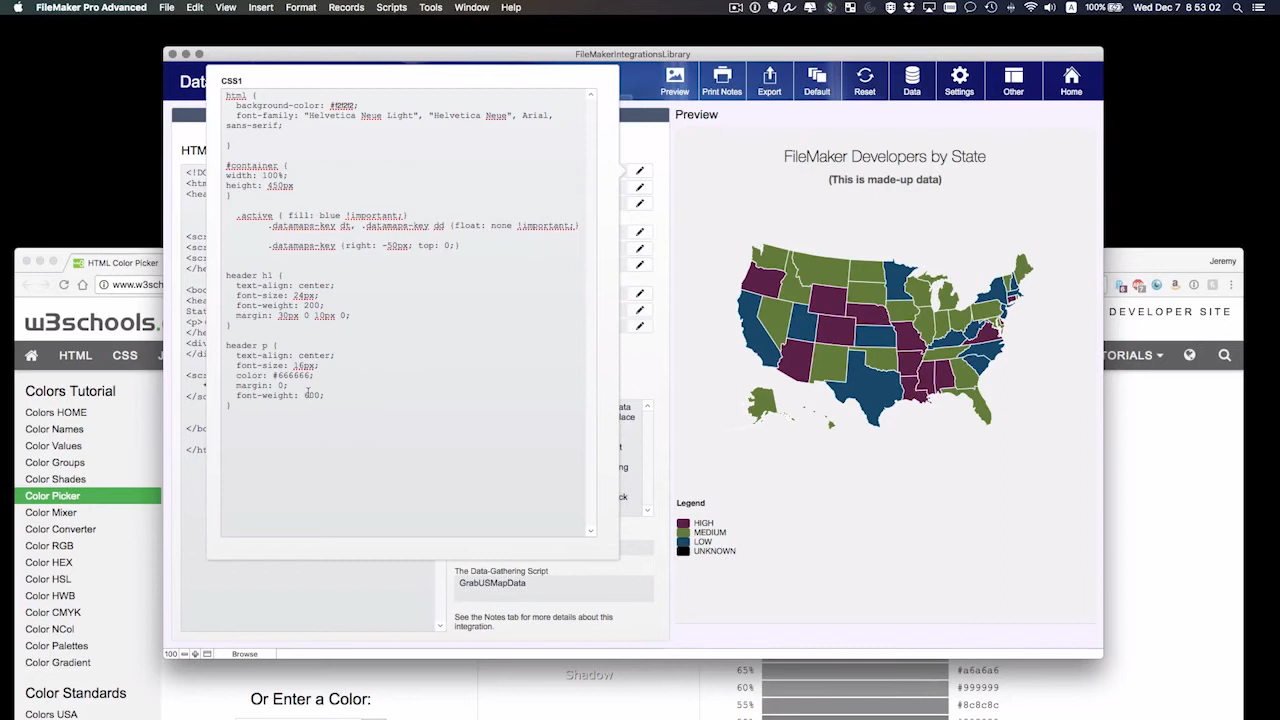 FileMaker Pro Advanced File Edit View Insert Format Records Scripts Tools Window Help
100% Wed Dec 7 8:53:02
FileMakerIntegrationsLibrary
CSS1
Preview Print Notes Export Default Reset Data Settings Other Home
html {
background-color: #f2f2f2;
font-family: "Helvetica Neue Light", "Helvetica Neue", Arial,
sans-serif;
}
#container {
width: 100%;
height: 450px
}
.active { fill: blue !important;}
.datamaps-key dt, .datamaps-key dd {float: none !important;}
.datamaps-key {right: -50px; top: 0;}
header h1 {
text-align: center;
font-size: 24px;
font-weight: 200;
margin: 30px 0 10px 0;
}
header p {
text-align: center;
font-size: 16px;
color: #666666;
margin: 0;
font-weight: 600;
}
Preview
FileMaker Developers by State
(This is made-up data)
Legend
HIGH
MEDIUM
LOW
UNKNOWN
The Data-Gathering Script
GrabUSMapData
See the Notes tab for more details about this
integration.
100 Browse
HTML Color Picker
www.w3sch
Jeremy
w3schools.
DEVELOPER SITE
HTML CSS
TORIALS
Colors Tutorial
Color Names
Color Values
Color Groups
Color Shades
Color Picker
Color Mixer
Color Converter
Color RGB
Color HEX
Color HSL
Color HWB
Color CMYK
Color NCol
Color Palettes
Color Gradient
Color Standards
Colors USA
Or Enter a Color:
Shadow
65% #a6a6a6
60% #999999
55% #8c8c8c